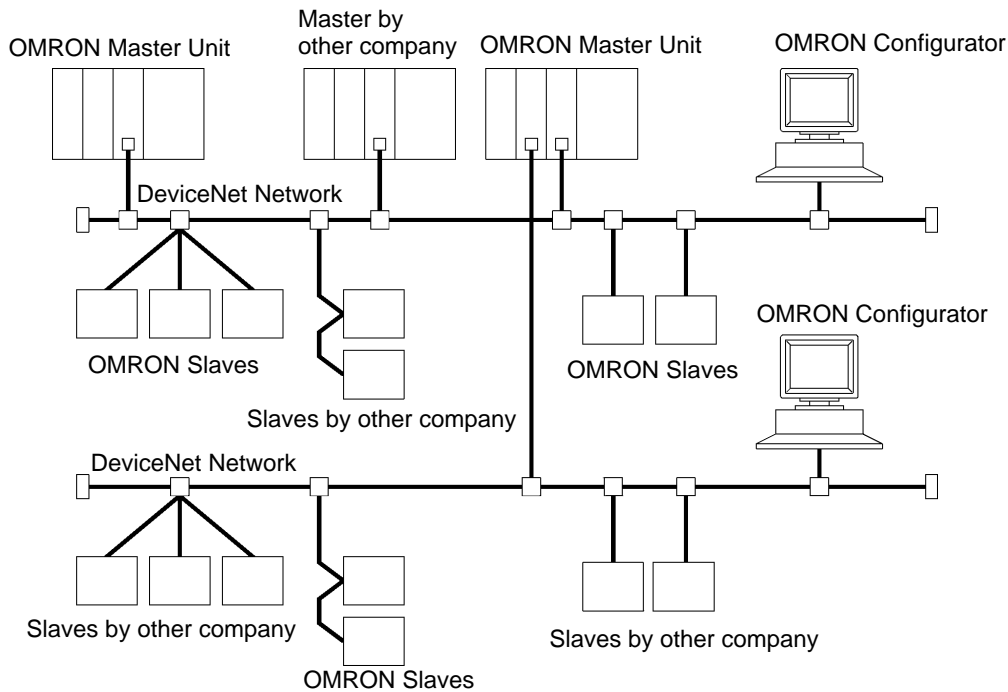 OMRON Master Unit
Master by
other company
OMRON Master Unit
OMRON Configurator
DeviceNet Network
OMRON Slaves
Slaves by other company
OMRON Slaves
OMRON Configurator
DeviceNet Network
Slaves by other company
OMRON Slaves
Slaves by other company